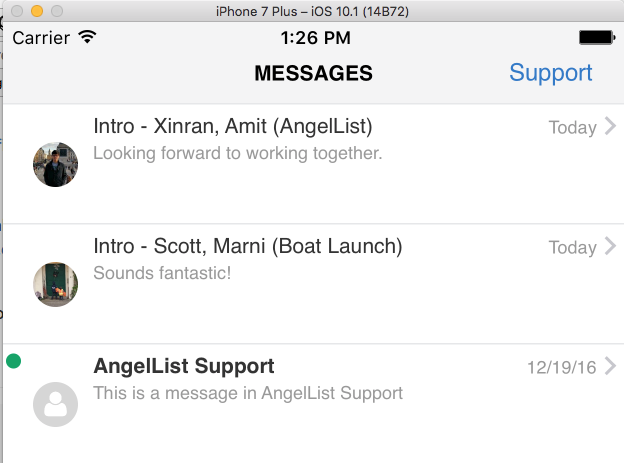 iPhone 7 Plus – iOS 10.1 (14B72)
Carrier 1:26 PM
MESSAGES Support
Intro - Xinran, Amit (AngelList) Today
Looking forward to working together.
Intro - Scott, Marni (Boat Launch) Today
Sounds fantastic!
AngelList Support 12/19/16
This is a message in AngelList Support